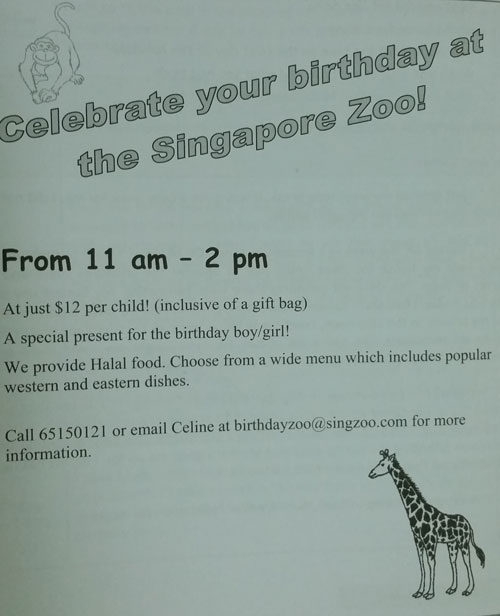 Celebrate your birthday at
the Singapore Zoo!
From 11 am – 2 pm
At just $12 per child! (inclusive of a gift bag)
A special present for the birthday boy/girl!
We provide Halal food. Choose from a wide menu which includes popular
western and eastern dishes.
Call 65150121 or email Celine at birthdayzoo@singzoo.com for more
information.